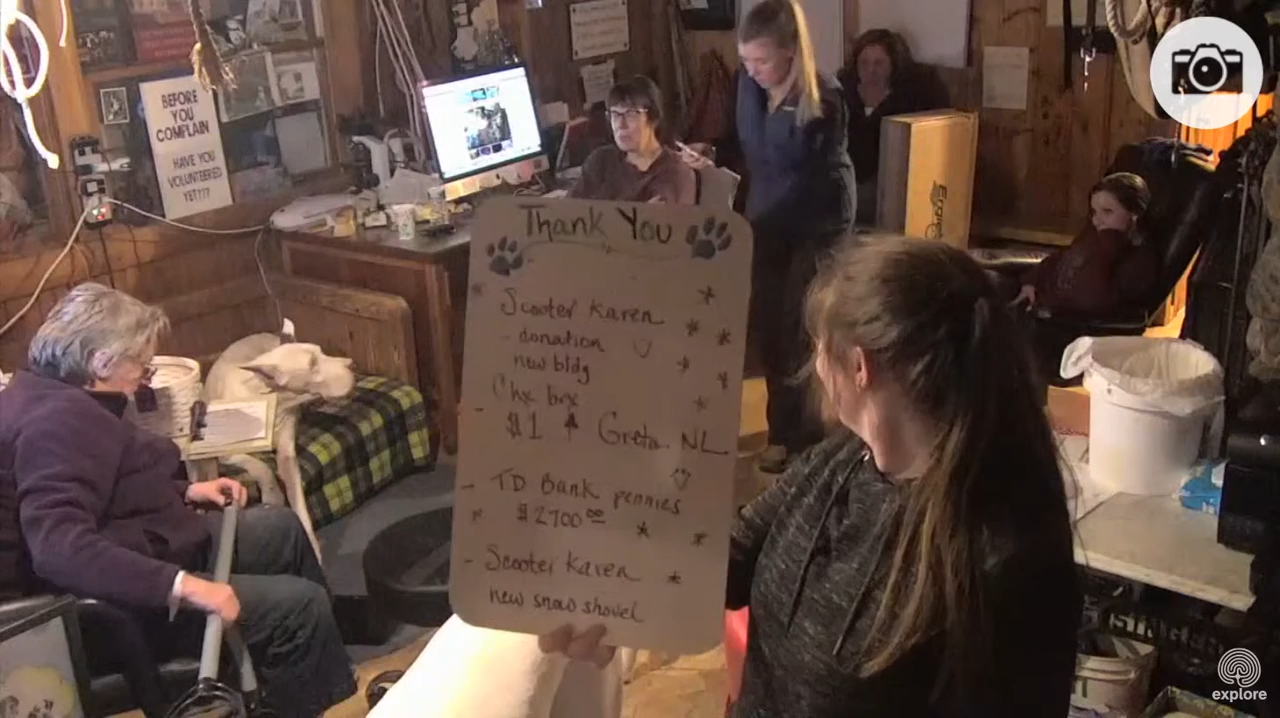 BEFORE
YOU
COMPLAIN
HAVE YOU
VOLUNTEERED
YET???
Thank You
Scooter Karen
- donation
new bldg
Chx brx
- $1 Greta NL
- TD Bank pennies
$2700.00
- Scooter Karen
new snow shovel
explore